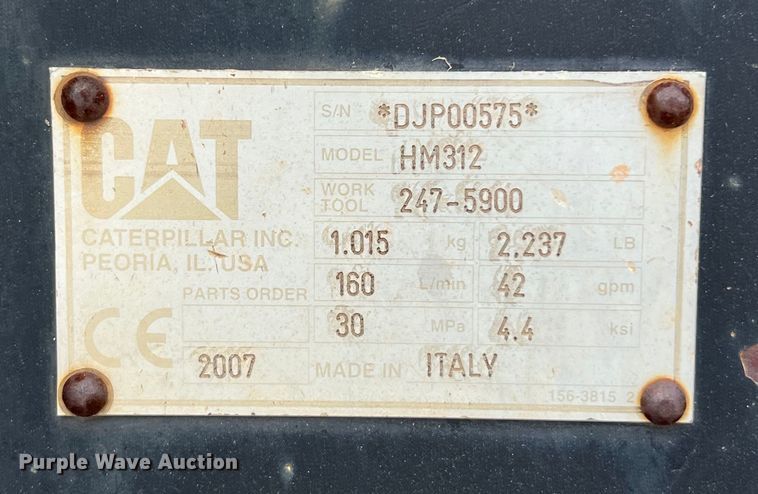 S/N *DJP00575*
MODEL HM312
WORK TOOL 247-5900
CAT
CATERPILLAR INC.
PEORIA, IL. USA
1.015 kg 2,237 LB
PARTS ORDER
160 L/min 42 gpm
30 MPa 4.4 ksi
CE
2007 MADE IN ITALY
156-3815 2
Purple Wave Auction